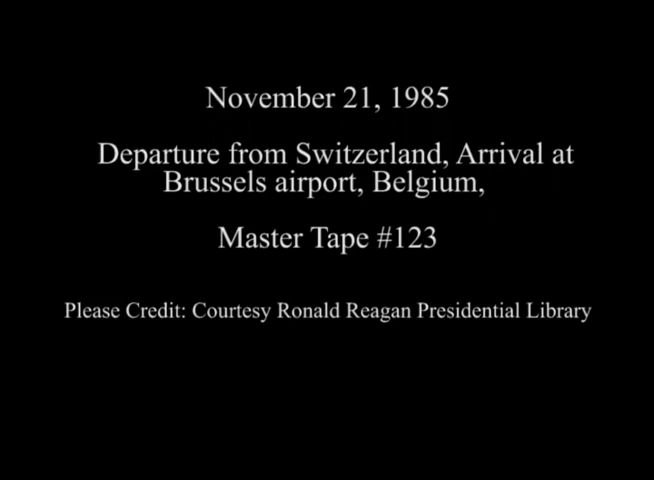 November 21, 1985
Departure from Switzerland, Arrival at
Brussels airport, Belgium,
Master Tape #123
Please Credit: Courtesy Ronald Reagan Presidential Library